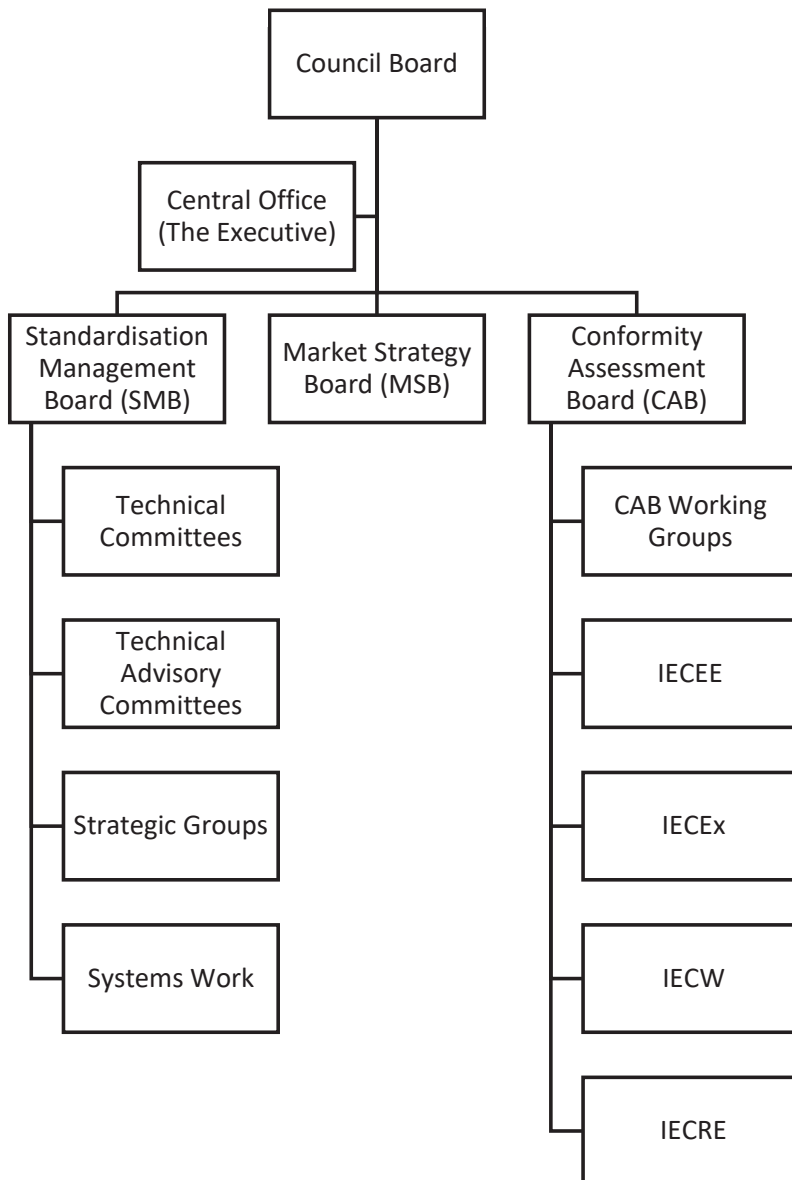 Council Board
Central Office
(The Executive)
Standardisation
Management
Board (SMB)
Market Strategy
Board (MSB)
Conformity
Assessment
Board (CAB)
Technical
Committees
Technical
Advisory
Committees
Strategic Groups
Systems Work
CAB Working
Groups
IECEE
IECEx
IECW
IECRE